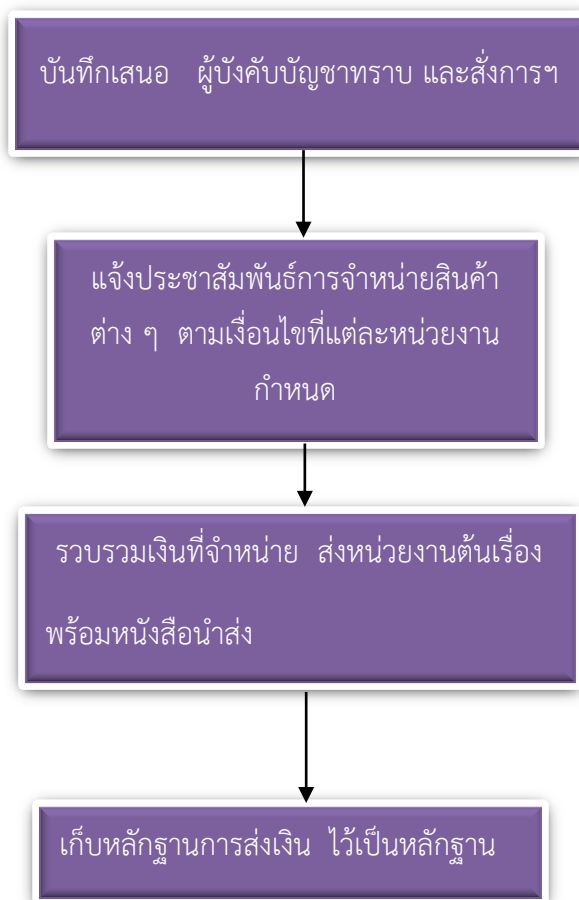 บันทึกเสนอ ผู้บังคับบัญชาทราบ และสั่งการฯ
แจ้งประชาสัมพันธ์การจำหน่ายสินค้า
ต่าง ๆ ตามเงื่อนไขที่แต่ละหน่วยงาน
กำหนด
รวบรวมเงินที่จำหน่าย ส่งหน่วยงานต้นเรื่อง
พร้อมหนังสือนำส่ง
เก็บหลักฐานการส่งเงิน ไว้เป็นหลักฐาน